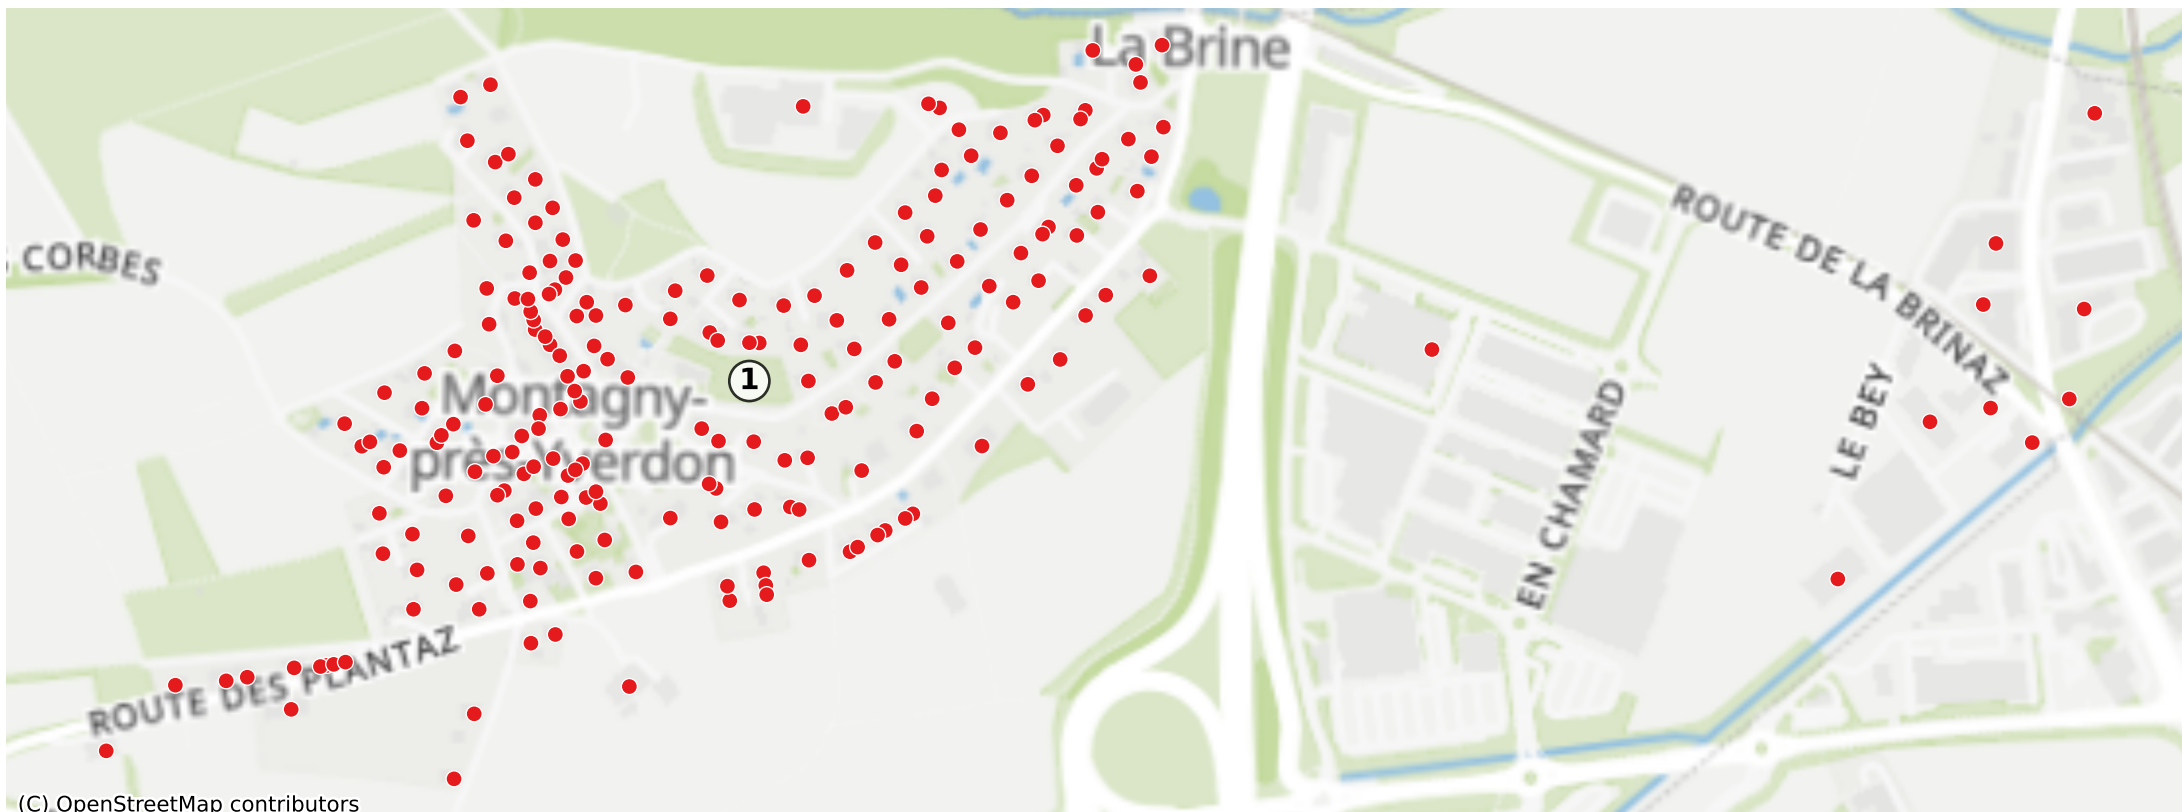 La Brine
ROUTE DE LA BRINAZ
CORBES
LE BEY
1
Montagny-
près-Yverdon
EN CHAMARD
ROUTE DES PLANTAZ
(C) OpenStreetMap contributors